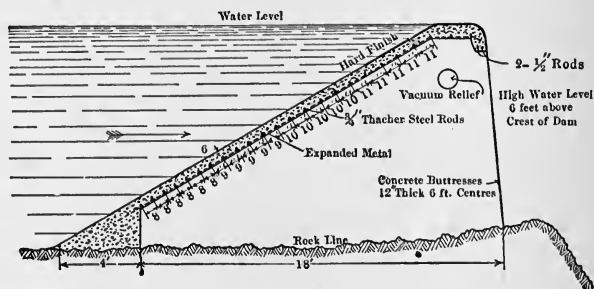 Water Level
Hard Finish
2-½" Rods
Vacuum Relief
High Water Level
6 feet above
Crest of Dam
¾" Thacher Steel Rods
6
Expanded Metal
8 8 8 8 8 8 9 9 9 9 10 10 10 10 11 11 11 11 11
Concrete Buttresses
12" Thick 6 ft. Centres
Rock Line
4'
18'